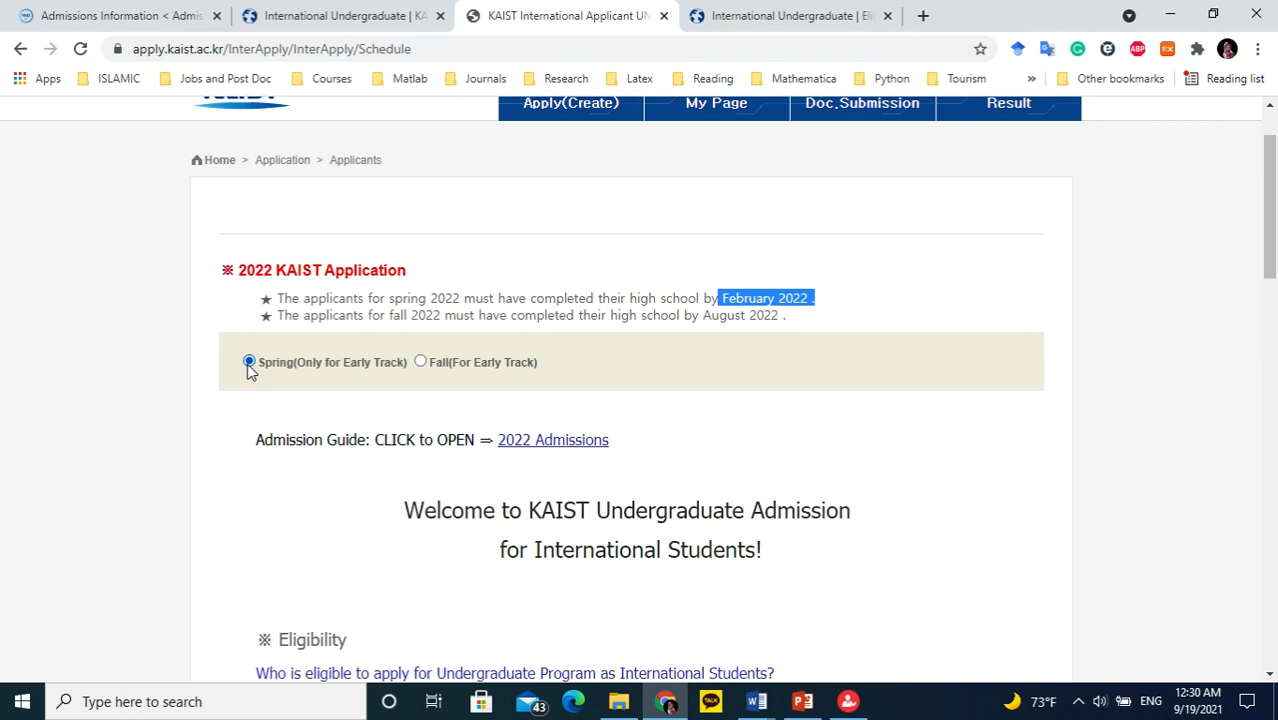 Admissions Information < Admis
International Undergraduate | KA
KAIST International Applicant UN
International Undergraduate | Eli
apply.kaist.ac.kr/InterApply/InterApply/Schedule
Apps
ISLAMIC
Jobs and Post Doc
Courses
Matlab
Journals
Research
Latex
Reading
Mathematica
Python
Tourism
»
Other bookmarks
Reading list
Apply(Create)
My Page
Doc.Submission
Result
Home > Application > Applicants
※ 2022 KAIST Application
★ The applicants for spring 2022 must have completed their high school by February 2022 .
★ The applicants for fall 2022 must have completed their high school by August 2022 .
Spring(Only for Early Track) Fall(For Early Track)
Admission Guide: CLICK to OPEN ⇒ 2022 Admissions
Welcome to KAIST Undergraduate Admission
for International Students!
※ Eligibility
Who is eligible to apply for Undergraduate Program as International Students?
Type here to search
43
TALK
73°F
ENG
12:30 AM
9/19/2021